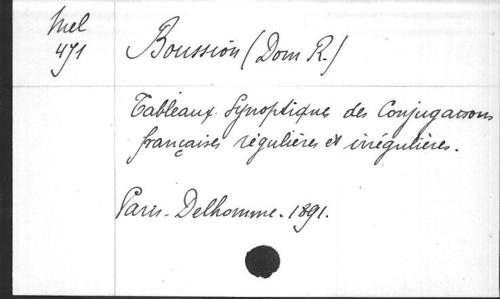 Mel
471
Boussion (Dom R.)
Tableaux synoptiques des Conjugaisons
françaises régulières et irrégulières.
Paris - Delhomme. 1891.